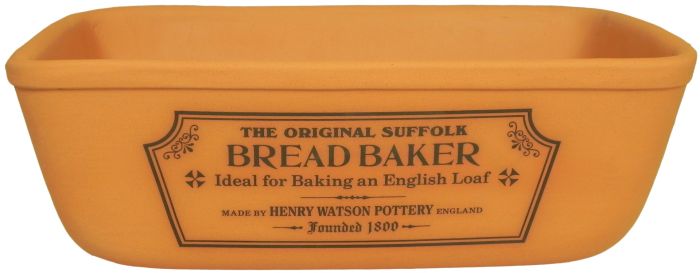 THE ORIGINAL SUFFOLK
BREAD BAKER
Ideal for Baking an English Loaf
MADE BY HENRY WATSON POTTERY ENGLAND
Founded 1800